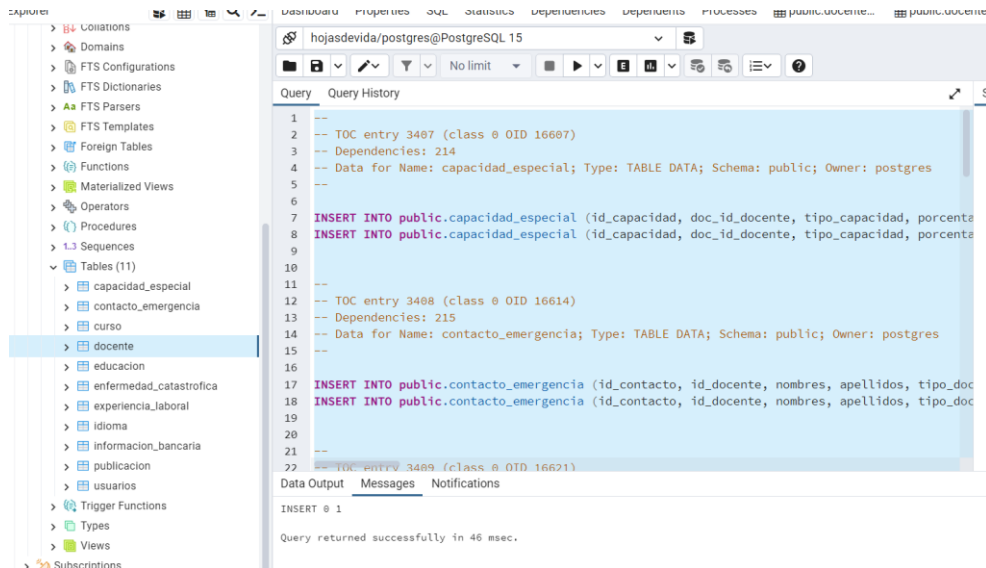 Explorer
Dashboard Properties SQL Statistics Dependencies Dependents Processes public.docente... public.docente
Collations
Domains
FTS Configurations
FTS Dictionaries
Aa FTS Parsers
FTS Templates
Foreign Tables
Functions
Materialized Views
Operators
Procedures
1..3 Sequences
Tables (11)
capacidad_especial
contacto_emergencia
curso
docente
educacion
enfermedad_catastrofica
experiencia_laboral
idioma
informacion_bancaria
publicacion
usuarios
Trigger Functions
Types
Views
Subscriptions
hojasdevida/postgres@PostgreSQL 15
No limit
E
Query Query History
1 --
2 -- TOC entry 3407 (class 0 OID 16607)
3 -- Dependencies: 214
4 -- Data for Name: capacidad_especial; Type: TABLE DATA; Schema: public; Owner: postgres
5 --
6
7 INSERT INTO public.capacidad_especial (id_capacidad, doc_id_docente, tipo_capacidad, porcenta
8 INSERT INTO public.capacidad_especial (id_capacidad, doc_id_docente, tipo_capacidad, porcenta
9
10
11 --
12 -- TOC entry 3408 (class 0 OID 16614)
13 -- Dependencies: 215
14 -- Data for Name: contacto_emergencia; Type: TABLE DATA; Schema: public; Owner: postgres
15 --
16
17 INSERT INTO public.contacto_emergencia (id_contacto, id_docente, nombres, apellidos, tipo_doc
18 INSERT INTO public.contacto_emergencia (id_contacto, id_docente, nombres, apellidos, tipo_doc
19
20
21 --
22 -- TOC entry 3409 (class 0 OID 16621)
Data Output Messages Notifications
INSERT 0 1
Query returned successfully in 46 msec.